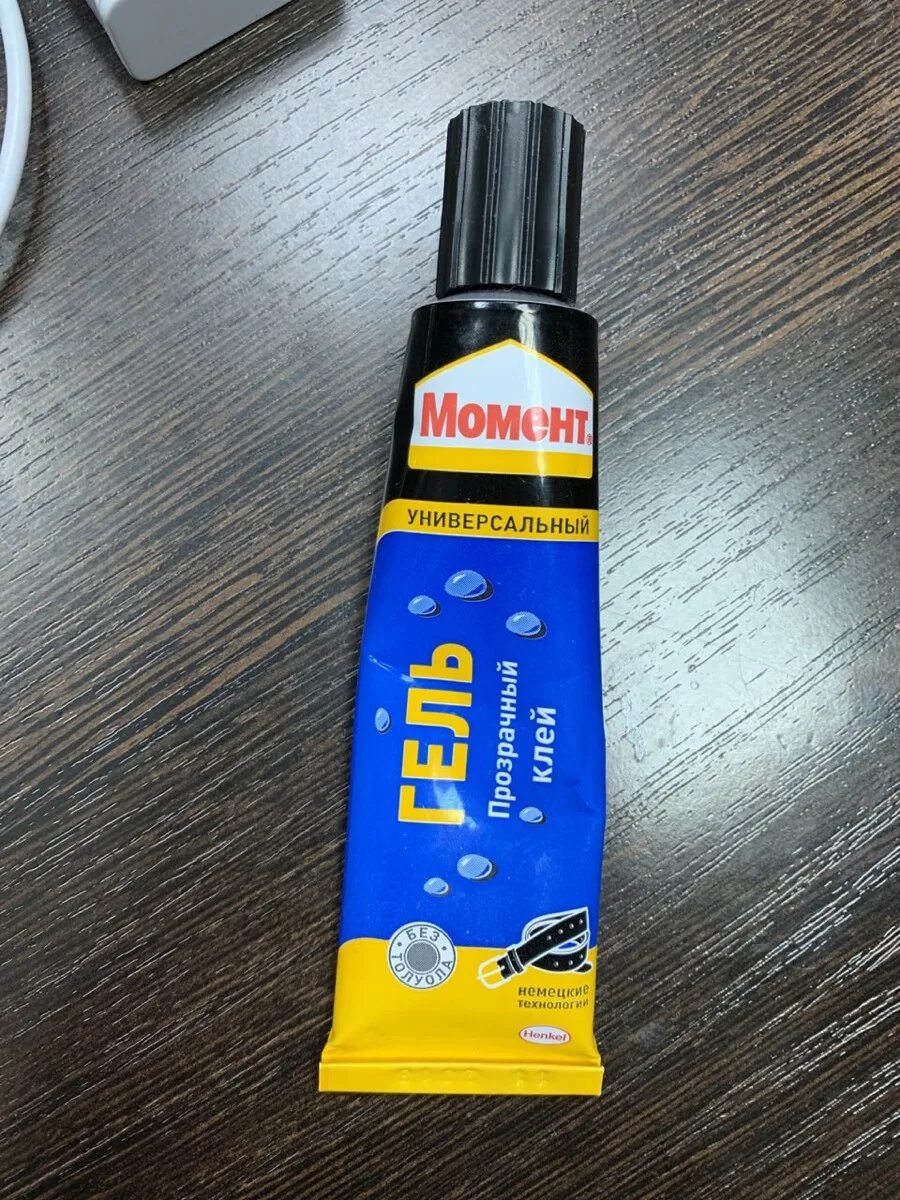 Момент®
УНИВЕРСАЛЬНЫЙ
ГЕЛЬ
Прозрачный
клей
БЕЗ
ТОЛУОЛА
немецкие
технологии
Henkel